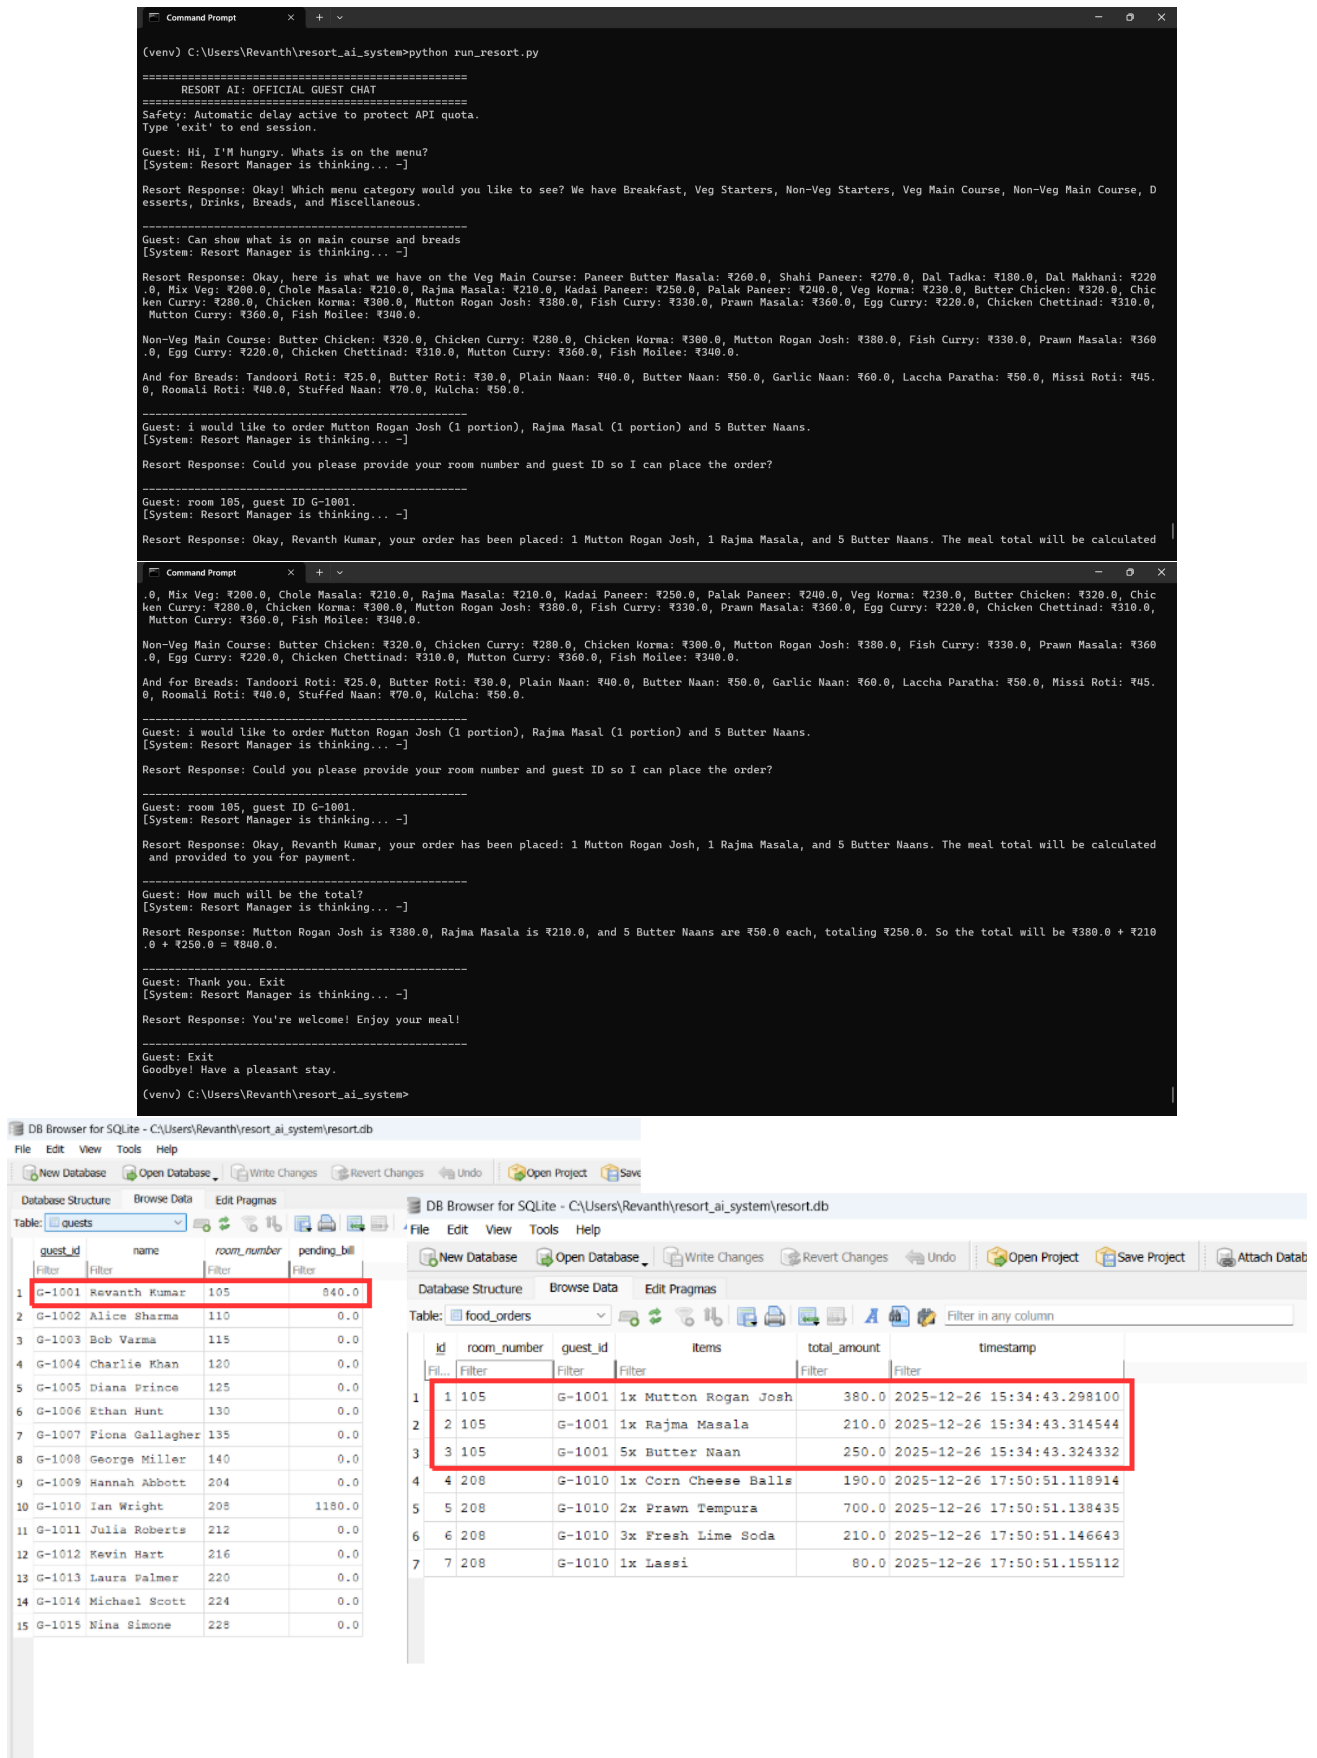 Command Prompt
(venv) C:\Users\Revanth\resort_ai_system>python run_resort.py
==================================================
RESORT AI: OFFICIAL GUEST CHAT
==================================================
Safety: Automatic delay active to protect API quota.
Type 'exit' to end session.
Guest: Hi, I'M hungry. Whats is on the menu?
[System: Resort Manager is thinking... -]
Resort Response: Okay! Which menu category would you like to see? We have Breakfast, Veg Starters, Non-Veg Starters, Veg Main Course, Non-Veg Main Course, D
esserts, Drinks, Breads, and Miscellaneous.
--------------------------------------------------
Guest: Can show what is on main course and breads
[System: Resort Manager is thinking... -]
Resort Response: Okay, here is what we have on the Veg Main Course: Paneer Butter Masala: ₹260.0, Shahi Paneer: ₹270.0, Dal Tadka: ₹180.0, Dal Makhani: ₹220
.0, Mix Veg: ₹200.0, Chole Masala: ₹210.0, Rajma Masala: ₹210.0, Kadai Paneer: ₹250.0, Palak Paneer: ₹240.0, Veg Korma: ₹230.0, Butter Chicken: ₹320.0, Chic
ken Curry: ₹280.0, Chicken Korma: ₹300.0, Mutton Rogan Josh: ₹380.0, Fish Curry: ₹330.0, Prawn Masala: ₹360.0, Egg Curry: ₹220.0, Chicken Chettinad: ₹310.0,
Mutton Curry: ₹360.0, Fish Moilee: ₹340.0.
Non-Veg Main Course: Butter Chicken: ₹320.0, Chicken Curry: ₹280.0, Chicken Korma: ₹300.0, Mutton Rogan Josh: ₹380.0, Fish Curry: ₹330.0, Prawn Masala: ₹360
.0, Egg Curry: ₹220.0, Chicken Chettinad: ₹310.0, Mutton Curry: ₹360.0, Fish Moilee: ₹340.0.
And for Breads: Tandoori Roti: ₹25.0, Butter Roti: ₹30.0, Plain Naan: ₹40.0, Butter Naan: ₹50.0, Garlic Naan: ₹60.0, Laccha Paratha: ₹50.0, Missi Roti: ₹45.
0, Roomali Roti: ₹40.0, Stuffed Naan: ₹70.0, Kulcha: ₹50.0.
--------------------------------------------------
Guest: i would like to order Mutton Rogan Josh (1 portion), Rajma Masal (1 portion) and 5 Butter Naans.
[System: Resort Manager is thinking... -]
Resort Response: Could you please provide your room number and guest ID so I can place the order?
--------------------------------------------------
Guest: room 105, guest ID G-1001.
[System: Resort Manager is thinking... -]
Resort Response: Okay, Revanth Kumar, your order has been placed: 1 Mutton Rogan Josh, 1 Rajma Masala, and 5 Butter Naans. The meal total will be calculated
Command Prompt
.0, Mix Veg: ₹200.0, Chole Masala: ₹210.0, Rajma Masala: ₹210.0, Kadai Paneer: ₹250.0, Palak Paneer: ₹240.0, Veg Korma: ₹230.0, Butter Chicken: ₹320.0, Chic
ken Curry: ₹280.0, Chicken Korma: ₹300.0, Mutton Rogan Josh: ₹380.0, Fish Curry: ₹330.0, Prawn Masala: ₹360.0, Egg Curry: ₹220.0, Chicken Chettinad: ₹310.0,
Mutton Curry: ₹360.0, Fish Moilee: ₹340.0.
Non-Veg Main Course: Butter Chicken: ₹320.0, Chicken Curry: ₹280.0, Chicken Korma: ₹300.0, Mutton Rogan Josh: ₹380.0, Fish Curry: ₹330.0, Prawn Masala: ₹360
.0, Egg Curry: ₹220.0, Chicken Chettinad: ₹310.0, Mutton Curry: ₹360.0, Fish Moilee: ₹340.0.
And for Breads: Tandoori Roti: ₹25.0, Butter Roti: ₹30.0, Plain Naan: ₹40.0, Butter Naan: ₹50.0, Garlic Naan: ₹60.0, Laccha Paratha: ₹50.0, Missi Roti: ₹45.
0, Roomali Roti: ₹40.0, Stuffed Naan: ₹70.0, Kulcha: ₹50.0.
--------------------------------------------------
Guest: i would like to order Mutton Rogan Josh (1 portion), Rajma Masal (1 portion) and 5 Butter Naans.
[System: Resort Manager is thinking... -]
Resort Response: Could you please provide your room number and guest ID so I can place the order?
--------------------------------------------------
Guest: room 105, guest ID G-1001.
[System: Resort Manager is thinking... -]
Resort Response: Okay, Revanth Kumar, your order has been placed: 1 Mutton Rogan Josh, 1 Rajma Masala, and 5 Butter Naans. The meal total will be calculated
and provided to you for payment.
--------------------------------------------------
Guest: How much will be the total?
[System: Resort Manager is thinking... -]
Resort Response: Mutton Rogan Josh is ₹380.0, Rajma Masala is ₹210.0, and 5 Butter Naans are ₹50.0 each, totaling ₹250.0. So the total will be ₹380.0 + ₹210
.0 + ₹250.0 = ₹840.0.
--------------------------------------------------
Guest: Thank you. Exit
[System: Resort Manager is thinking... -]
Resort Response: You're welcome! Enjoy your meal!
--------------------------------------------------
Guest: Exit
Goodbye! Have a pleasant stay.
(venv) C:\Users\Revanth\resort_ai_system>
DB Browser for SQLite - C:\Users\Revanth\resort_ai_system\resort.db
File Edit View Tools Help
New Database Open Database Write Changes Revert Changes Undo Open Project Save
Database Structure Browse Data Edit Pragmas
Table: guests
guest_id name room_number pending_bill
Filter Filter Filter Filter
1 G-1001 Revanth Kumar 105 840.0
2 G-1002 Alice Sharma 110 0.0
3 G-1003 Bob Varma 115 0.0
4 G-1004 Charlie Khan 120 0.0
5 G-1005 Diana Prince 125 0.0
6 G-1006 Ethan Hunt 130 0.0
7 G-1007 Fiona Gallagher 135 0.0
8 G-1008 George Miller 140 0.0
9 G-1009 Hannah Abbott 204 0.0
10 G-1010 Ian Wright 208 1180.0
11 G-1011 Julia Roberts 212 0.0
12 G-1012 Kevin Hart 216 0.0
13 G-1013 Laura Palmer 220 0.0
14 G-1014 Michael Scott 224 0.0
15 G-1015 Nina Simone 228 0.0
DB Browser for SQLite - C:\Users\Revanth\resort_ai_system\resort.db
File Edit View Tools Help
New Database Open Database Write Changes Revert Changes Undo Open Project Save Project Attach Datab
Database Structure Browse Data Edit Pragmas
Table: food_orders Filter in any column
id room_number guest_id items total_amount timestamp
Fil... Filter Filter Filter Filter Filter
1 1 105 G-1001 1x Mutton Rogan Josh 380.0 2025-12-26 15:34:43.298100
2 2 105 G-1001 1x Rajma Masala 210.0 2025-12-26 15:34:43.314544
3 3 105 G-1001 5x Butter Naan 250.0 2025-12-26 15:34:43.324332
4 4 208 G-1010 1x Corn Cheese Balls 190.0 2025-12-26 17:50:51.118914
5 5 208 G-1010 2x Prawn Tempura 700.0 2025-12-26 17:50:51.138435
6 6 208 G-1010 3x Fresh Lime Soda 210.0 2025-12-26 17:50:51.146643
7 7 208 G-1010 1x Lassi 80.0 2025-12-26 17:50:51.155112